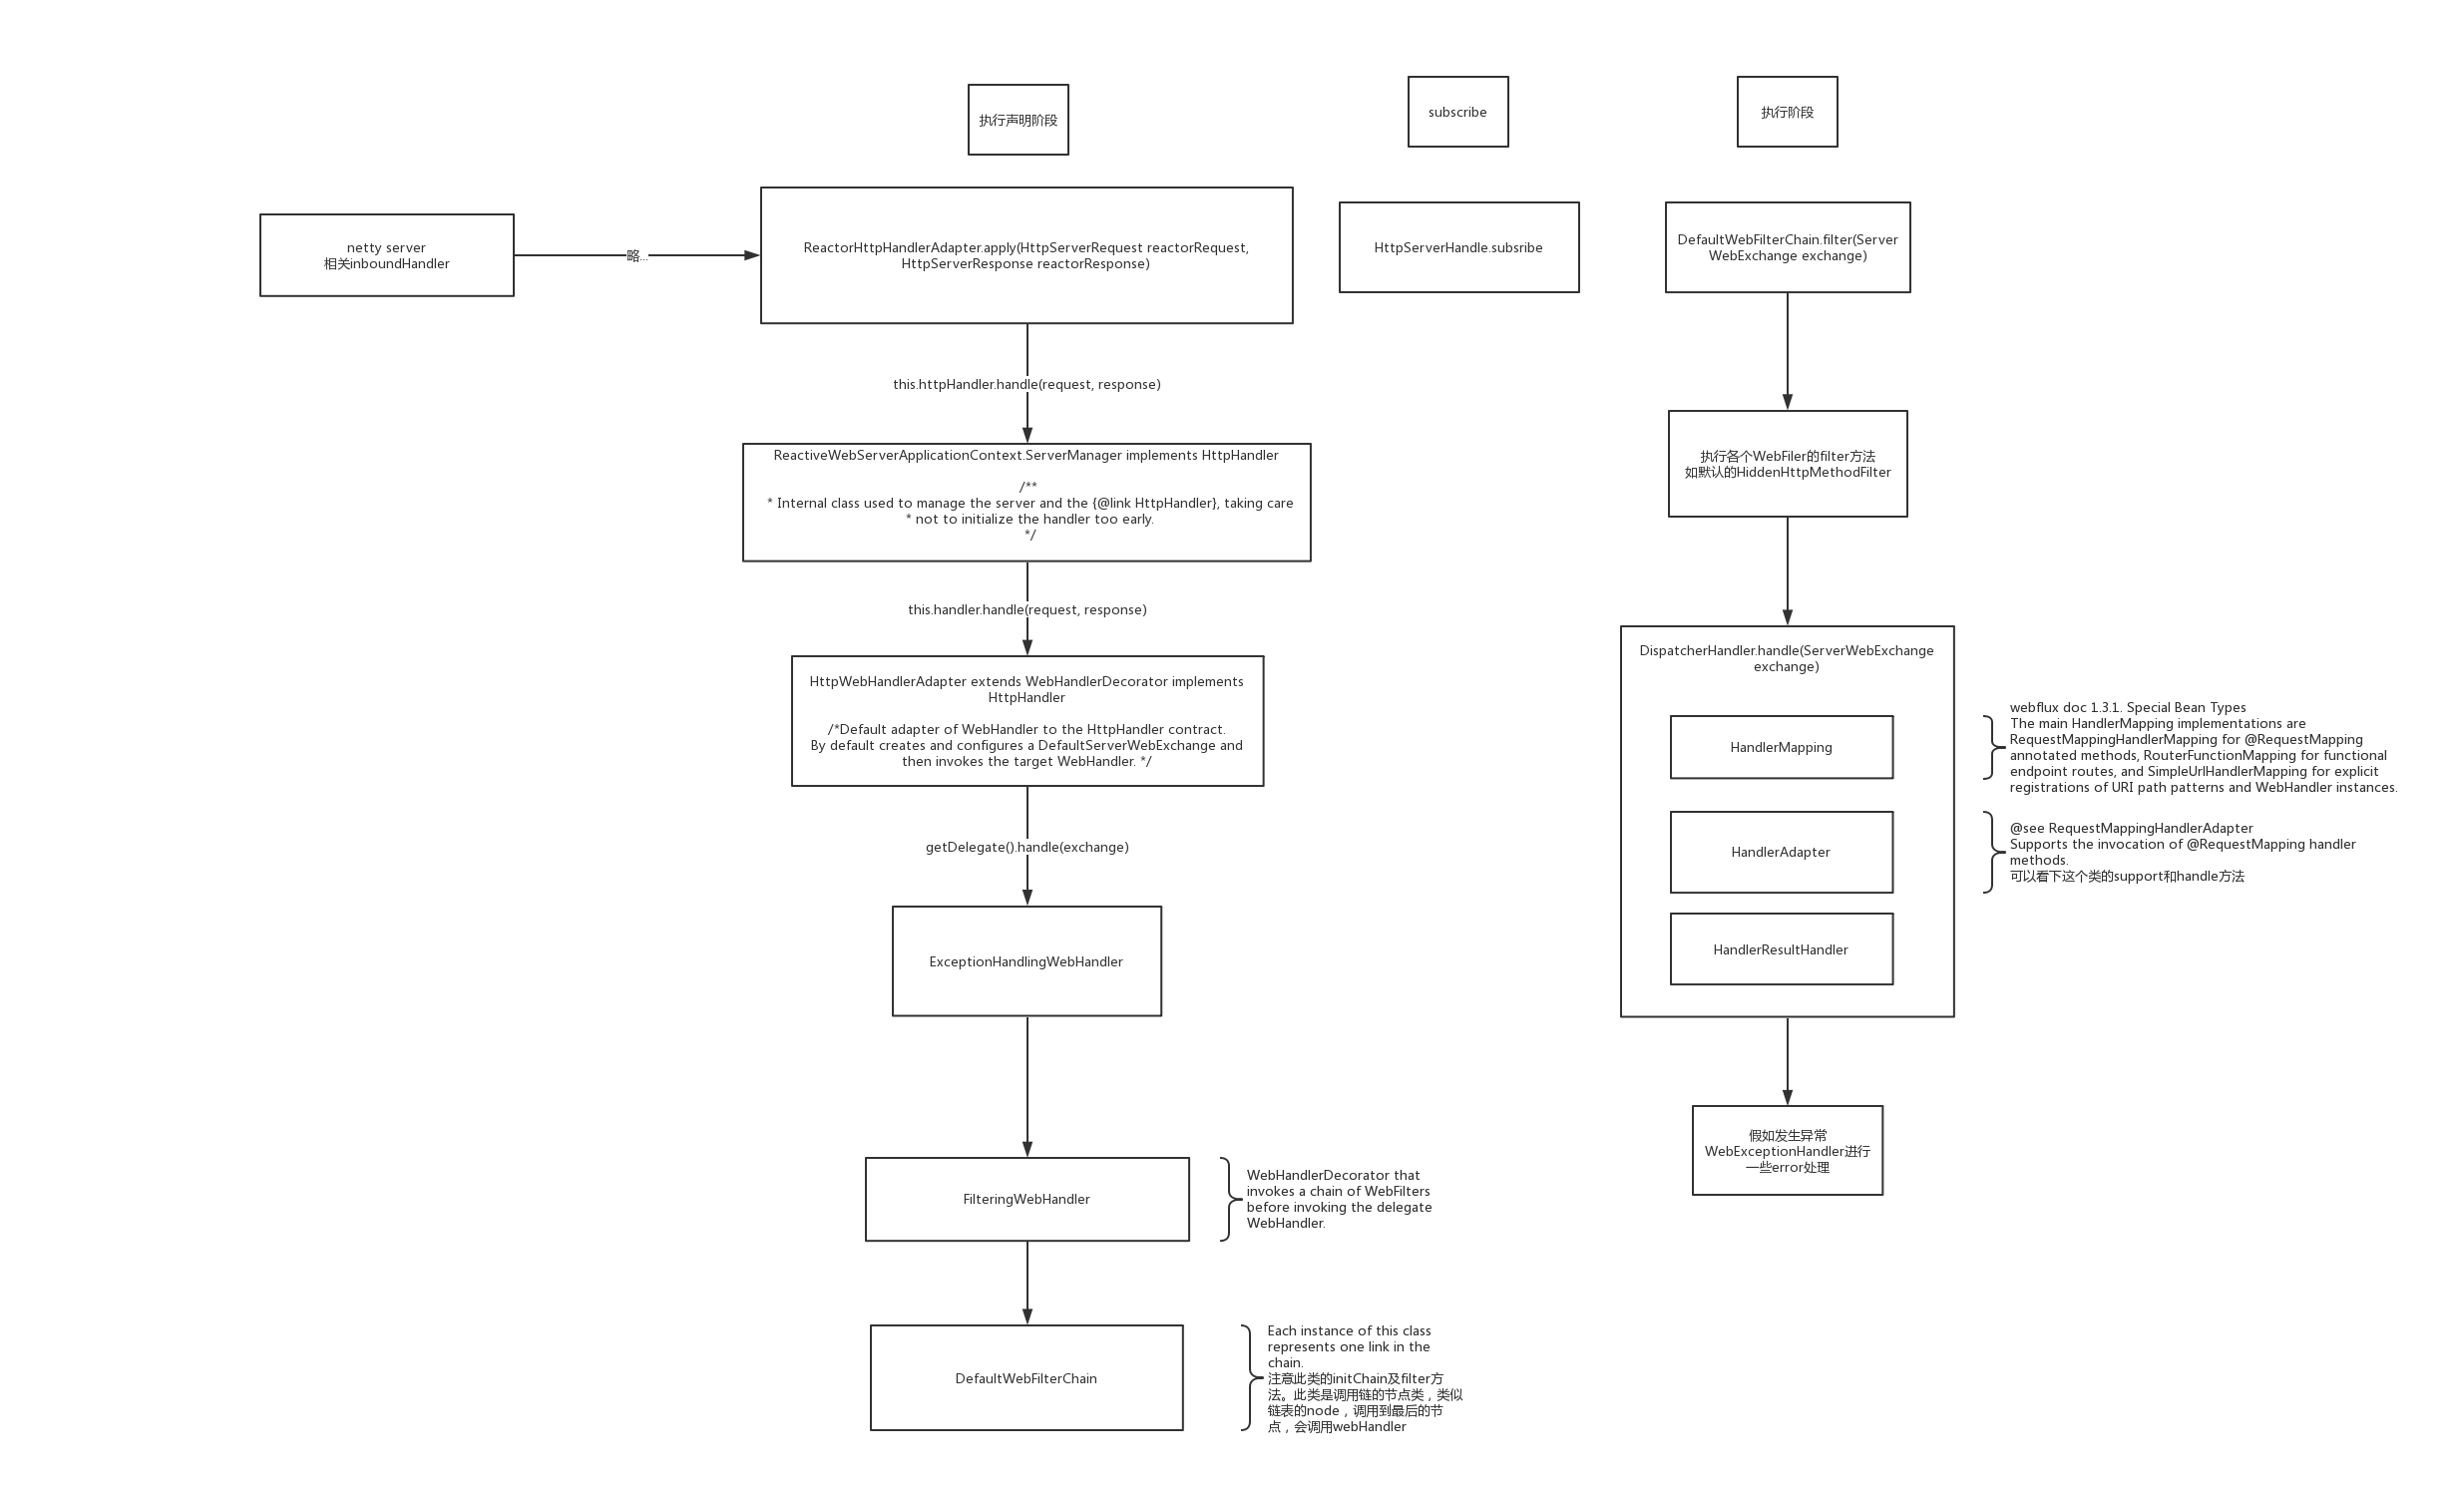 执行声明阶段
subscribe
执行阶段
netty server
相关inboundHandler
略...
ReactorHttpHandlerAdapter.apply(HttpServerRequest reactorRequest,
HttpServerResponse reactorResponse)
HttpServerHandle.subsribe
DefaultWebFilterChain.filter(Server
WebExchange exchange)
this.httpHandler.handle(request, response)
ReactiveWebServerApplicationContext.ServerManager implements HttpHandler
/**
* Internal class used to manage the server and the {@link HttpHandler}, taking care
* not to initialize the handler too early.
*/
this.handler.handle(request, response)
HttpWebHandlerAdapter extends WebHandlerDecorator implements
HttpHandler
/*Default adapter of WebHandler to the HttpHandler contract.
By default creates and configures a DefaultServerWebExchange and
then invokes the target WebHandler. */
getDelegate().handle(exchange)
ExceptionHandlingWebHandler
FilteringWebHandler
WebHandlerDecorator that
invokes a chain of WebFilters
before invoking the delegate
WebHandler.
DefaultWebFilterChain
Each instance of this class
represents one link in the
chain.
注意此类的initChain及filter方
法。此类是调用链的节点类，类似
链表的node，调用到最后的节
点，会调用webHandler
执行各个WebFiler的filter方法
如默认的HiddenHttpMethodFilter
DispatcherHandler.handle(ServerWebExchange
exchange)
HandlerMapping
webflux doc 1.3.1. Special Bean Types
The main HandlerMapping implementations are
RequestMappingHandlerMapping for @RequestMapping
annotated methods, RouterFunctionMapping for functional
endpoint routes, and SimpleUrlHandlerMapping for explicit
registrations of URI path patterns and WebHandler instances.
HandlerAdapter
@see RequestMappingHandlerAdapter
Supports the invocation of @RequestMapping handler
methods.
可以看下这个类的support和handle方法
HandlerResultHandler
假如发生异常
WebExceptionHandler进行
一些error处理